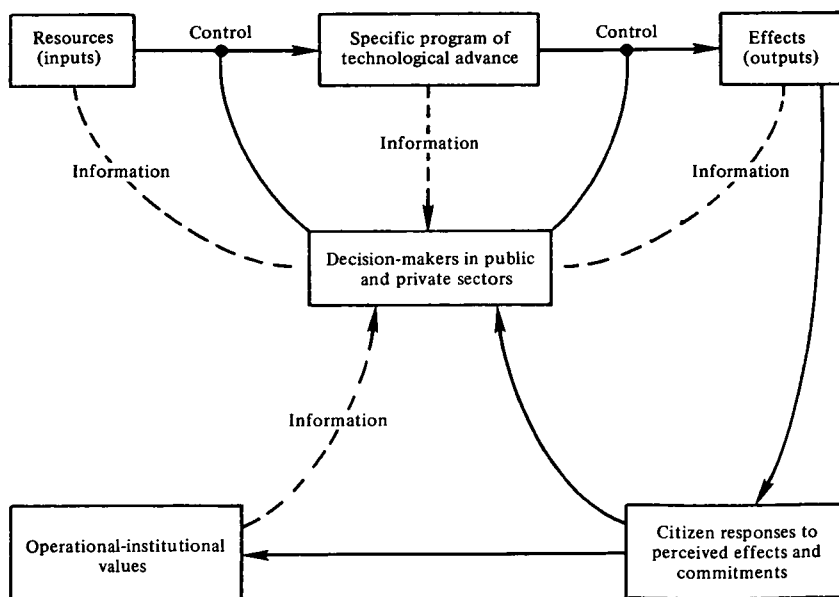 Resources
(inputs)
Control
Specific program of
technological advance
Control
Effects
(outputs)
Information
Information
Information
Decision-makers in public
and private sectors
Information
Operational-institutional
values
Citizen responses to
perceived effects and
commitments